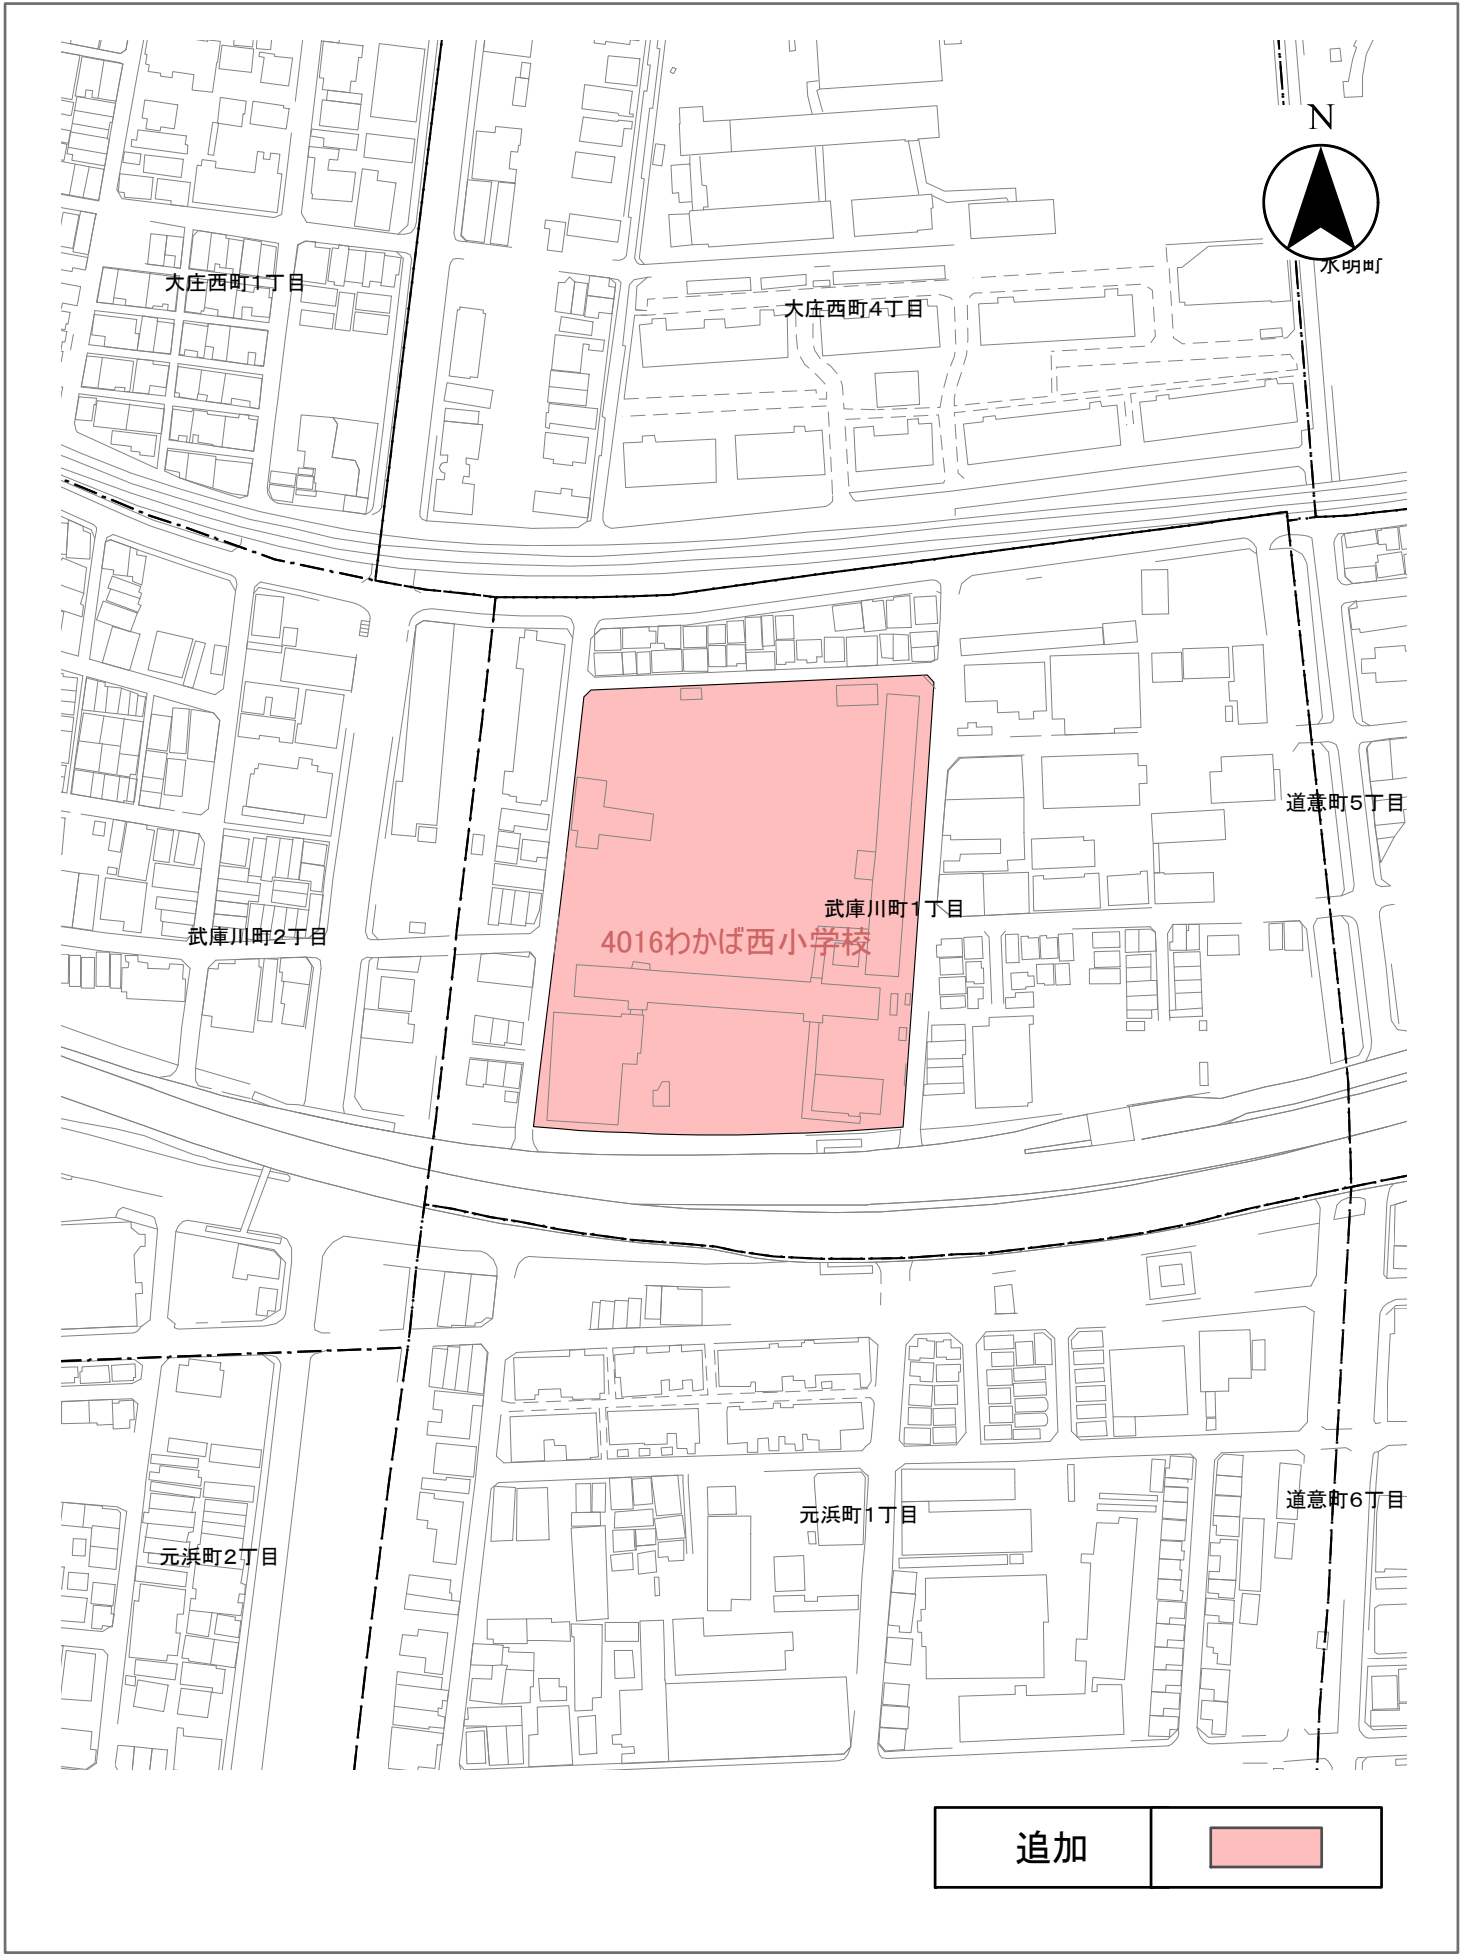 N
水明町
大庄西町1丁目
大庄西町4丁目
道意町5丁目
武庫川町1丁目
武庫川町2丁目
4016わかば西小学校
道意町6丁目
元浜町1丁目
元浜町2丁目
追加